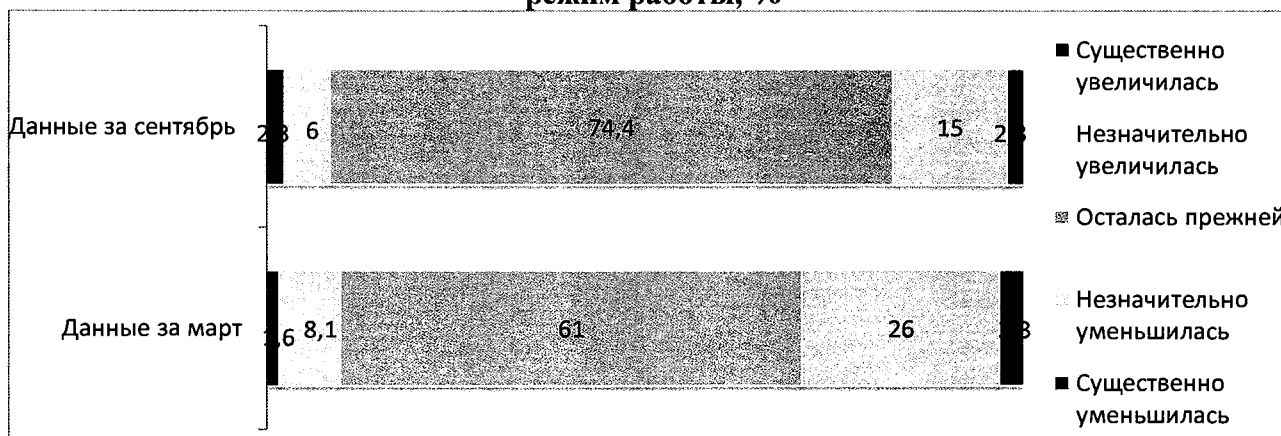 режим работы, %
Данные за сентябрь
6
74,4
15
Данные за март
8,1
61
26
Существенно
увеличилась
Незначительно
увеличилась
Осталась прежней
Незначительно
уменьшилась
Существенно
уменьшилась